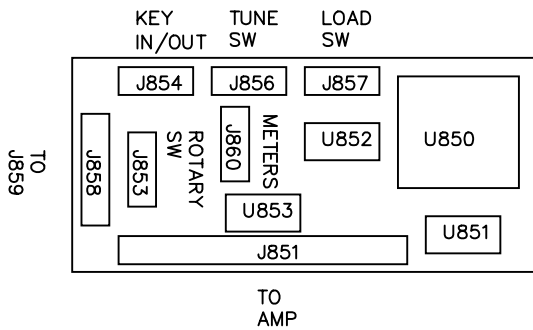 KEY
IN/OUT
TUNE
SW
LOAD
SW
J854
J856
J857
TO
J859
J858
J853
ROTARY
SW
J860
METERS
U852
U850
U853
U851
J851
TO
AMP